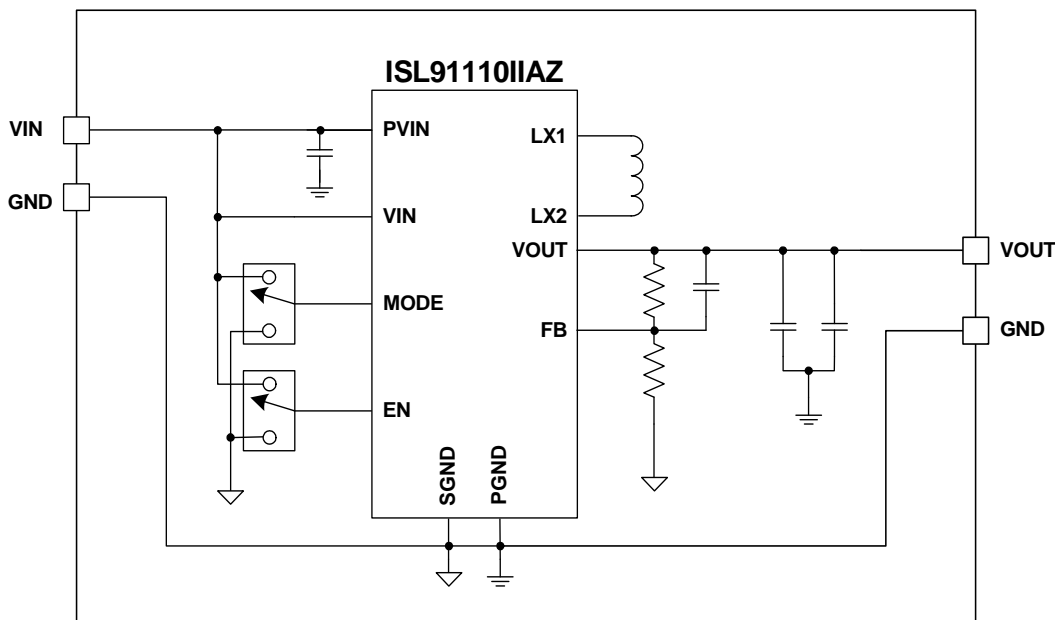 ISL91110IIAZ
VIN
PVIN
LX1
GND
VIN
LX2
VOUT
VOUT
MODE
FB
GND
EN
SGND
PGND